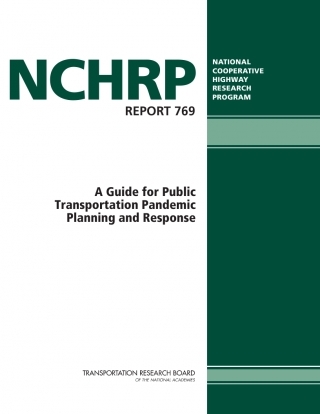 NCHRP
REPORT 769
NATIONAL
COOPERATIVE
HIGHWAY
RESEARCH
PROGRAM
A Guide for Public
Transportation Pandemic
Planning and Response
TRANSPORTATION RESEARCH BOARD
OF THE NATIONAL ACADEMIES